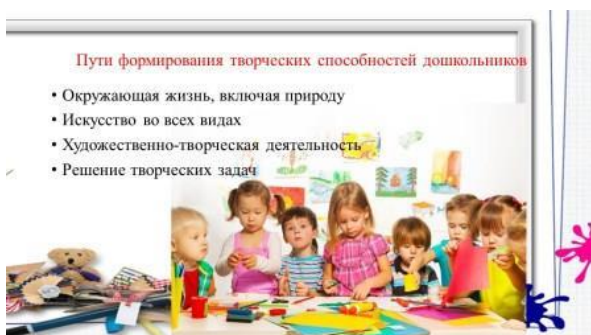 Пути формирования творческих способностей дошкольников
• Окружающая жизнь, включая природу
• Искусство во всех видах
• Художественно-творческая деятельность
• Решение творческих задач